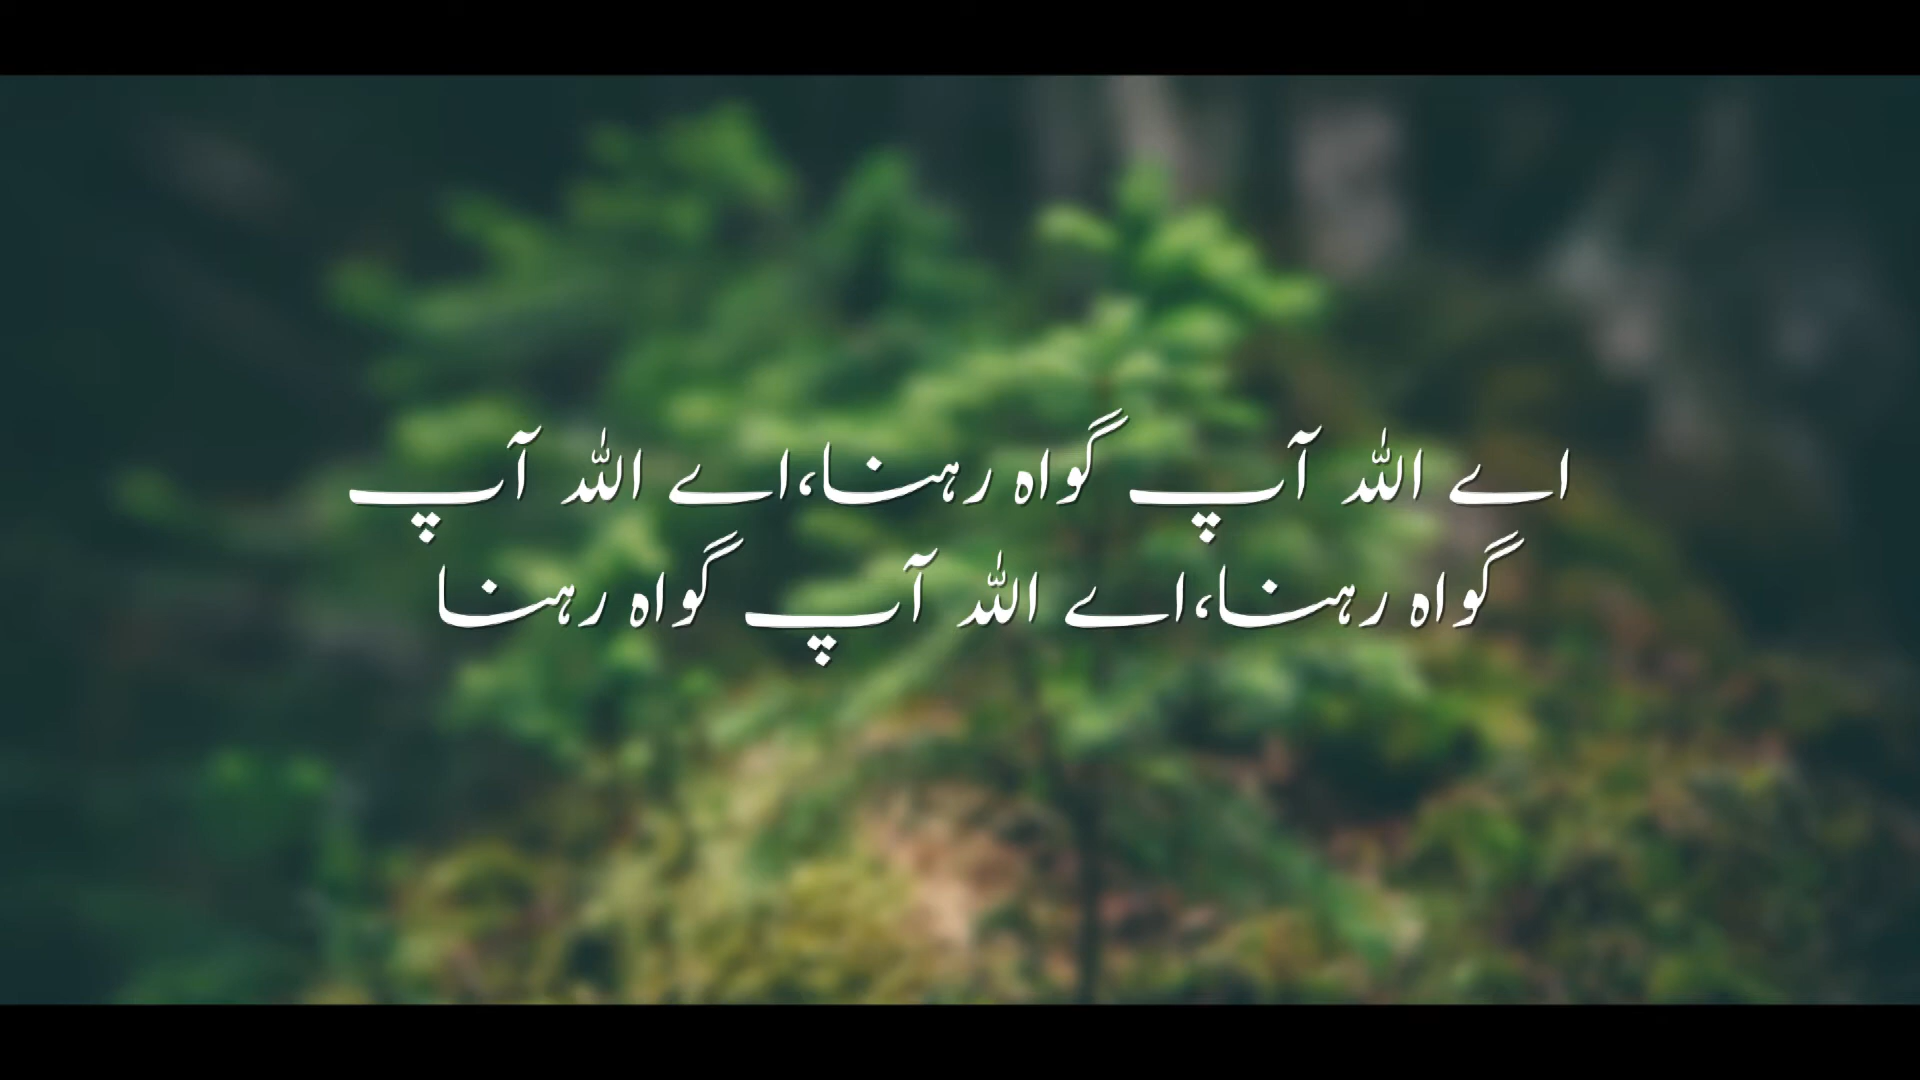 اے اللہ آپ گواہ رہنا،اے اللہ آپ
گواہ رہنا،اے اللہ آپ گواہ رہنا